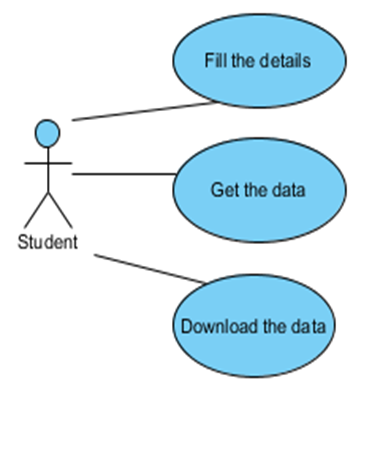 Fill the details
Get the data
Student
Download the data